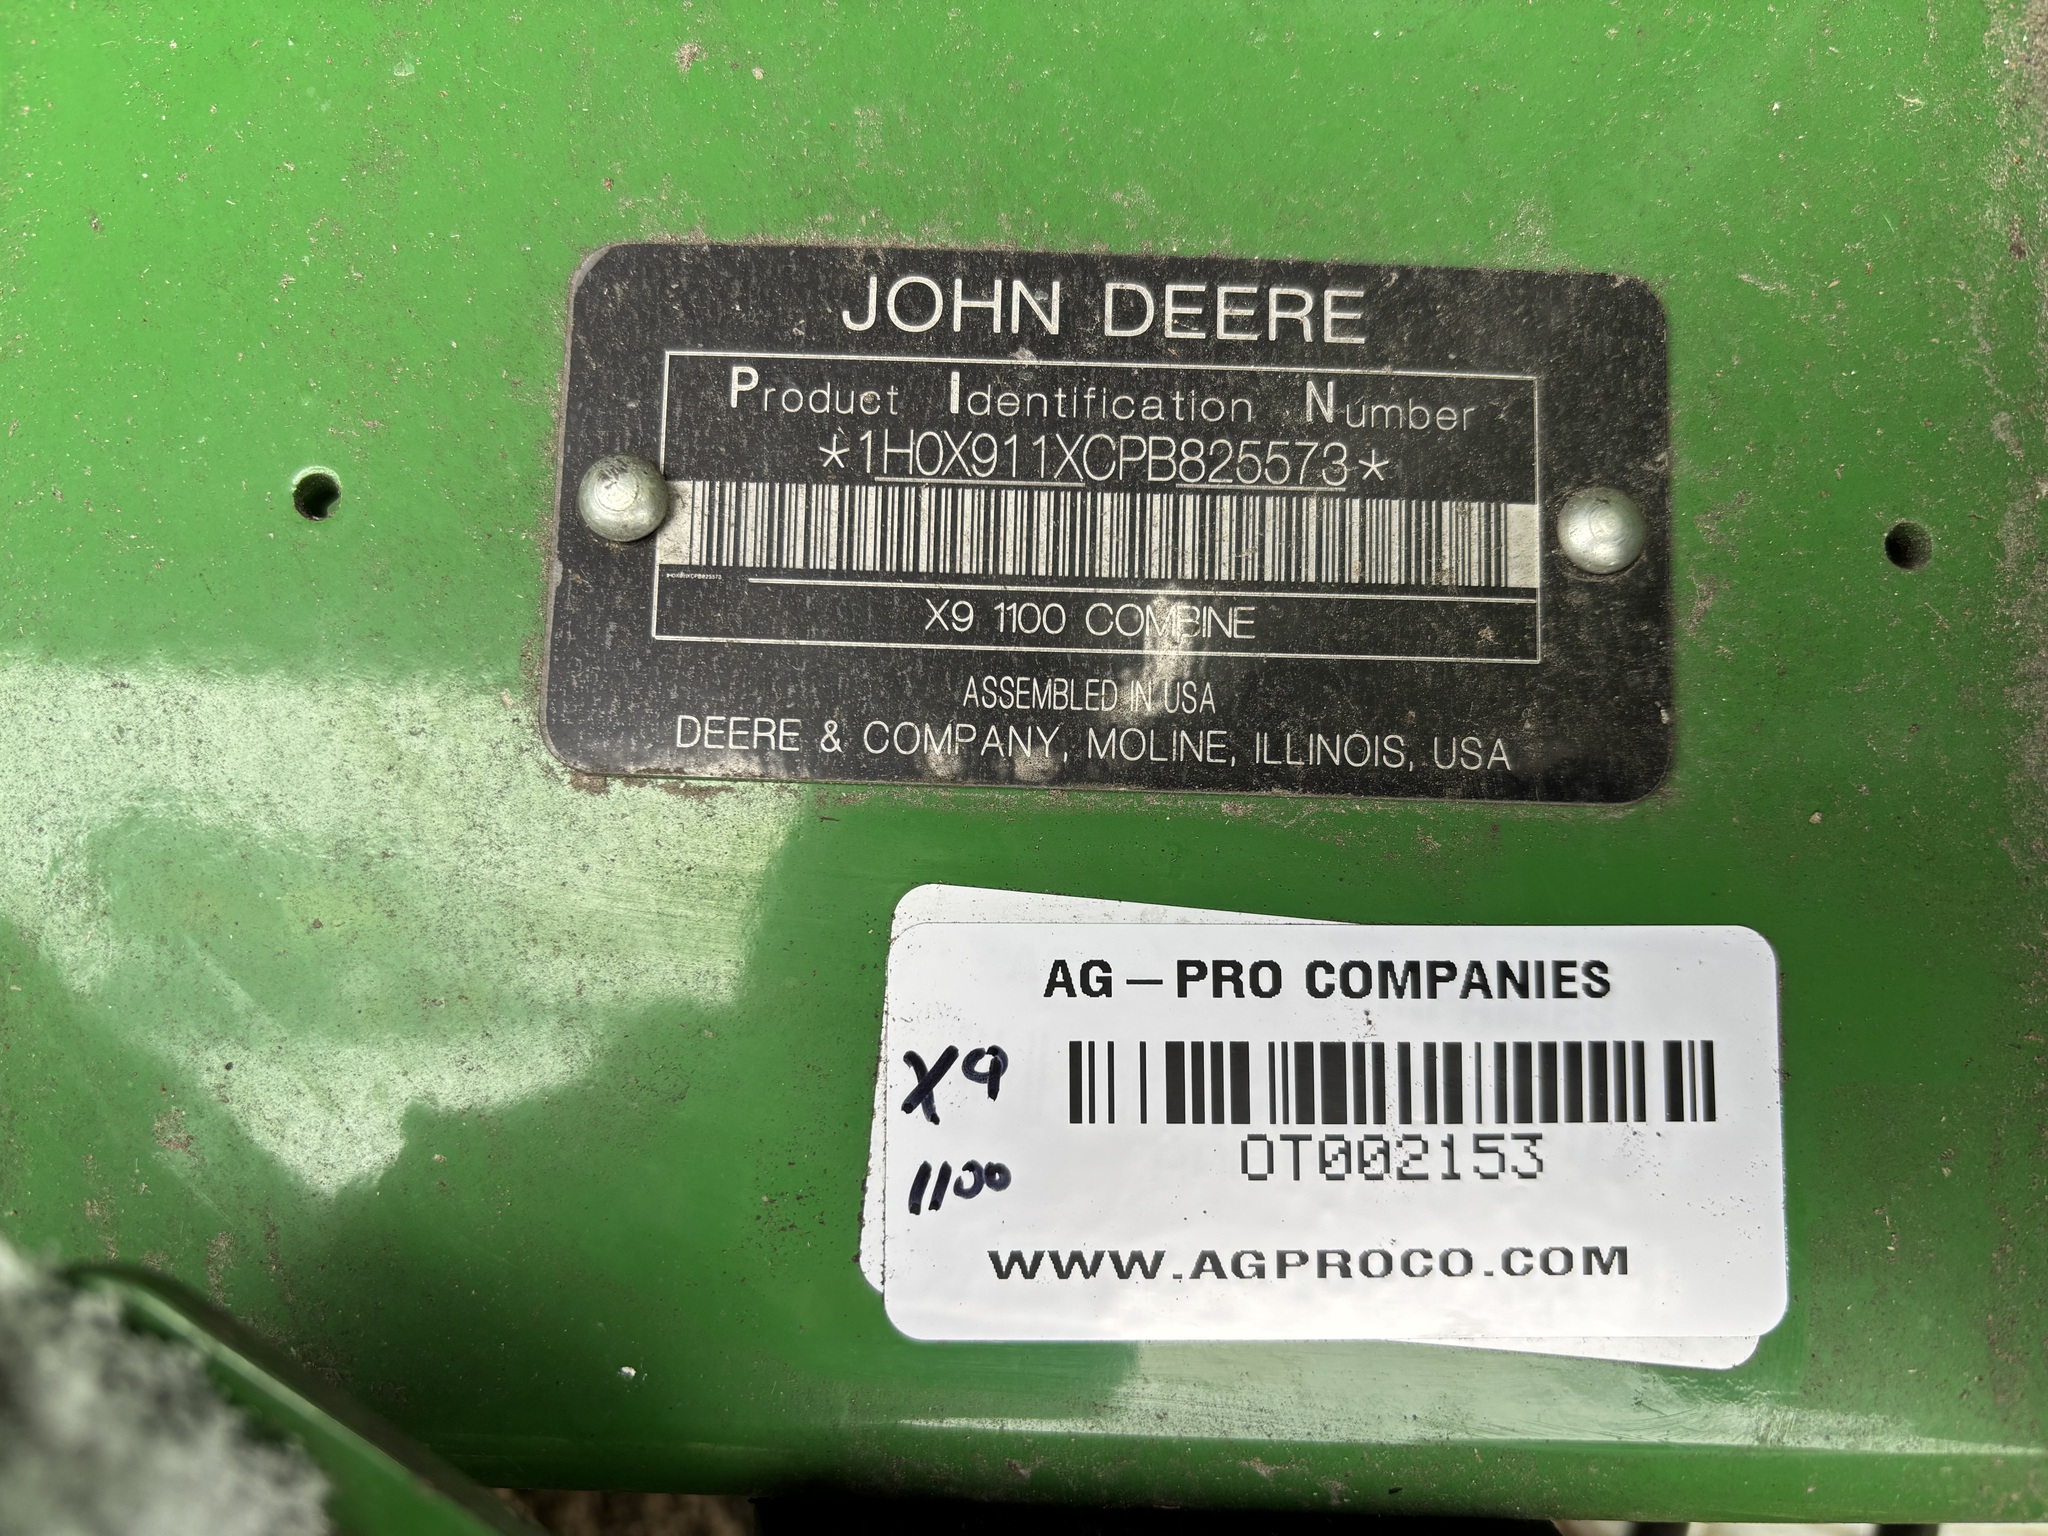 JOHN DEERE
Product Identification Number
*1H0X911XCPB825573*
1H0X911XCPB825573
X9 1100 COMBINE
ASSEMBLED IN USA
DEERE & COMPANY, MOLINE, ILLINOIS, USA
AG-PRO COMPANIES
X9
1100
OT002153
WWW.AGPROCO.COM